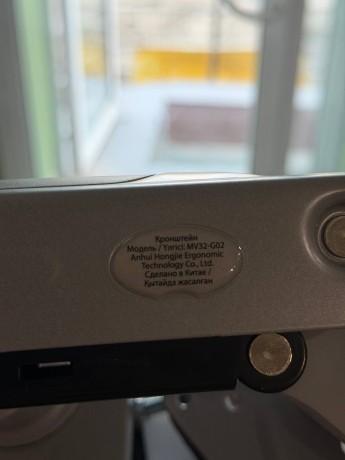 Кронштейн
Модель / Үлгісі: MV32-G02
Anhui Hongjie Ergonomic
Technology Co., Ltd.
Сделано в Китае /
Қытайда жасалған